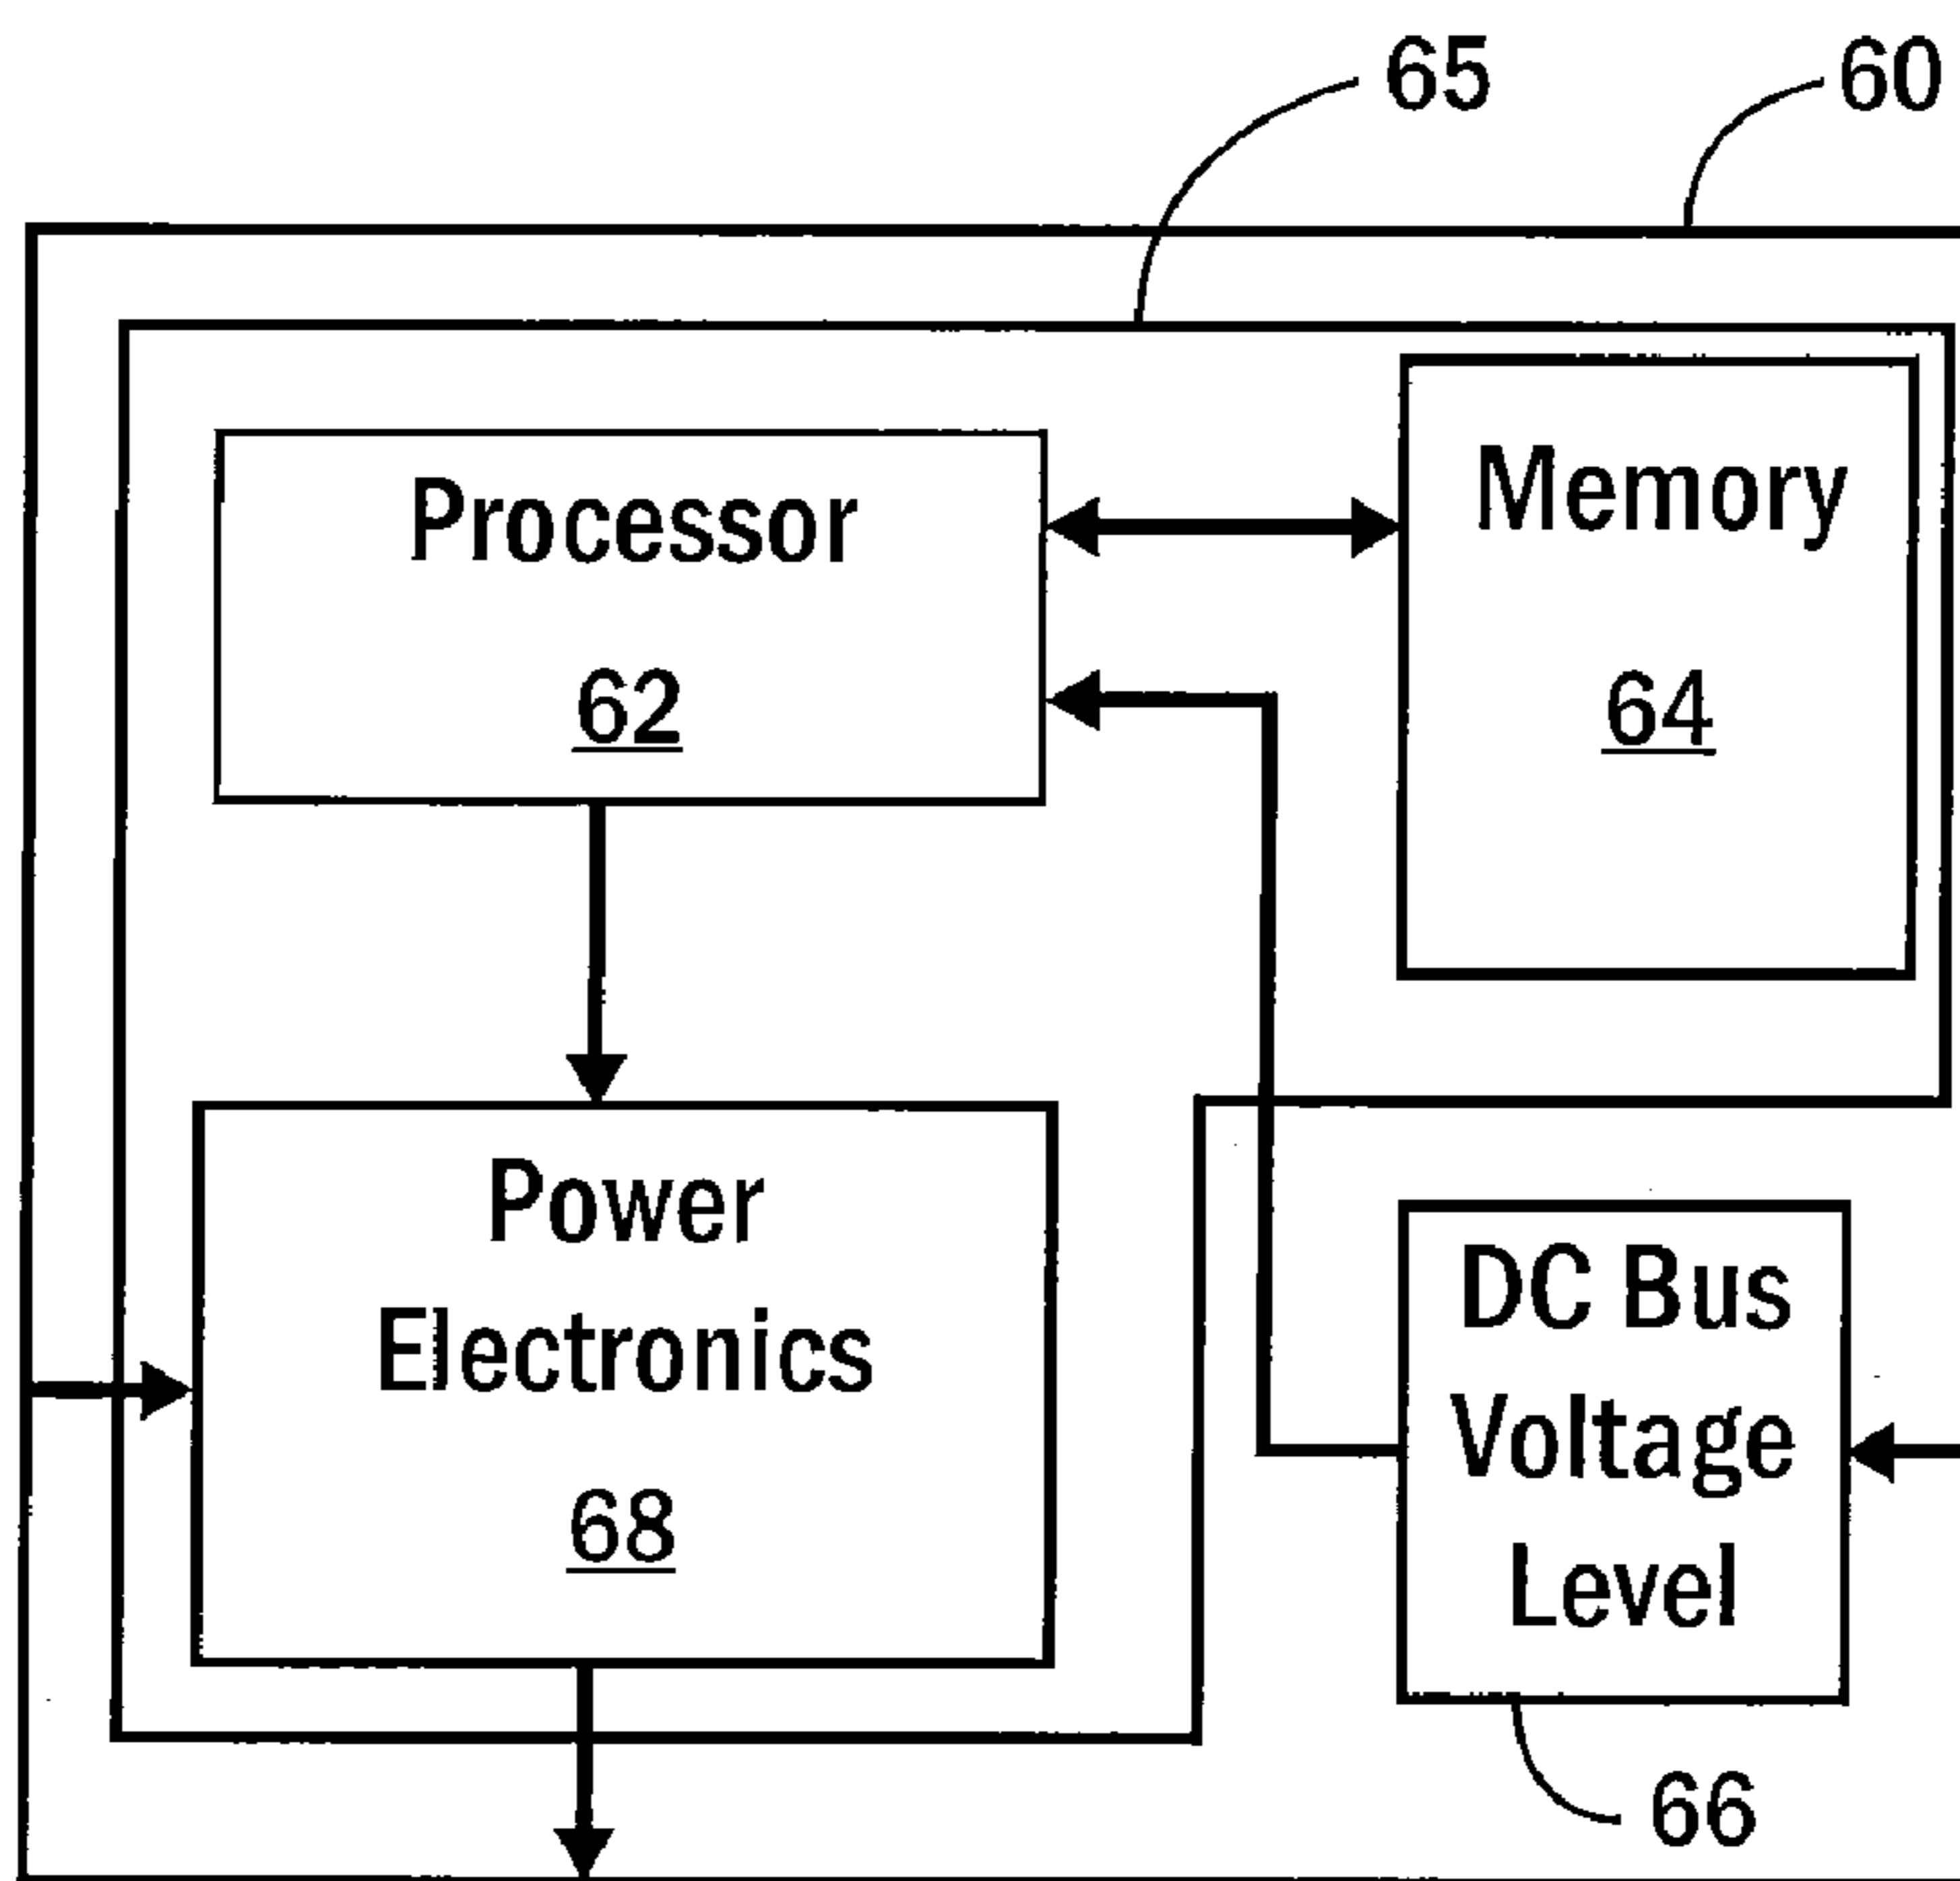 65
60
Processor
62
Memory
64
Power
Electronics
68
DC Bus
Voltage
Level
66